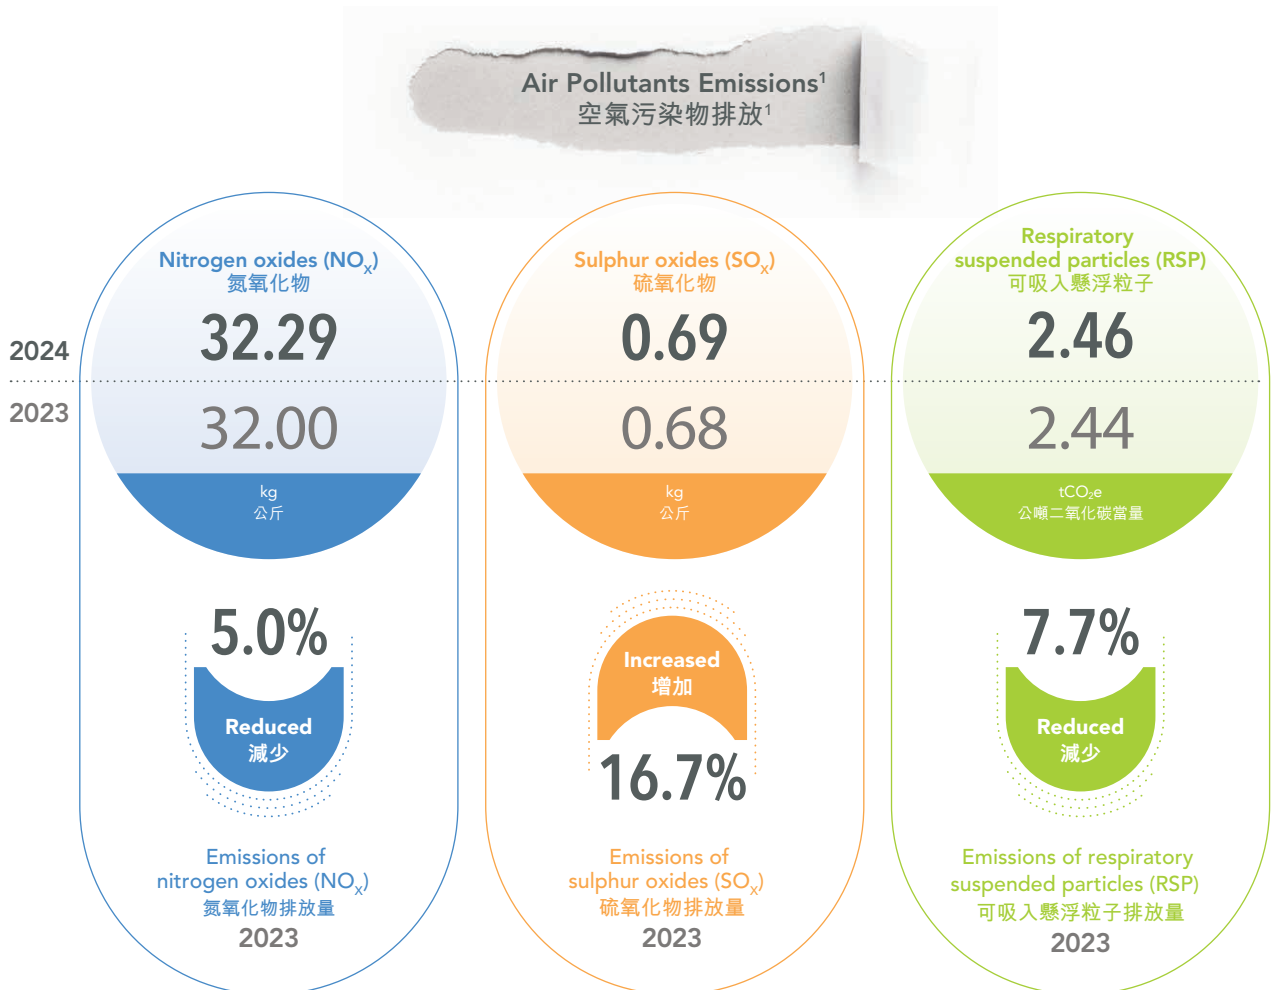 Air Pollutants Emissions¹
空氣污染物排放¹
Nitrogen oxides (NOₓ)
氮氧化物
32.29
32.00
kg
公斤
5.0%
Reduced
減少
Emissions of
nitrogen oxides (NOₓ)
氮氧化物排放量
2023
Sulphur oxides (SOₓ)
硫氧化物
0.69
0.68
kg
公斤
Increased
增加
16.7%
Emissions of
sulphur oxides (SOₓ)
硫氧化物排放量
2023
Respiratory
suspended particles (RSP)
可吸入懸浮粒子
2.46
2.44
tCO₂e
公噸二氧化碳當量
7.7%
Reduced
減少
Emissions of respiratory
suspended particles (RSP)
可吸入懸浮粒子排放量
2023
2024
2023